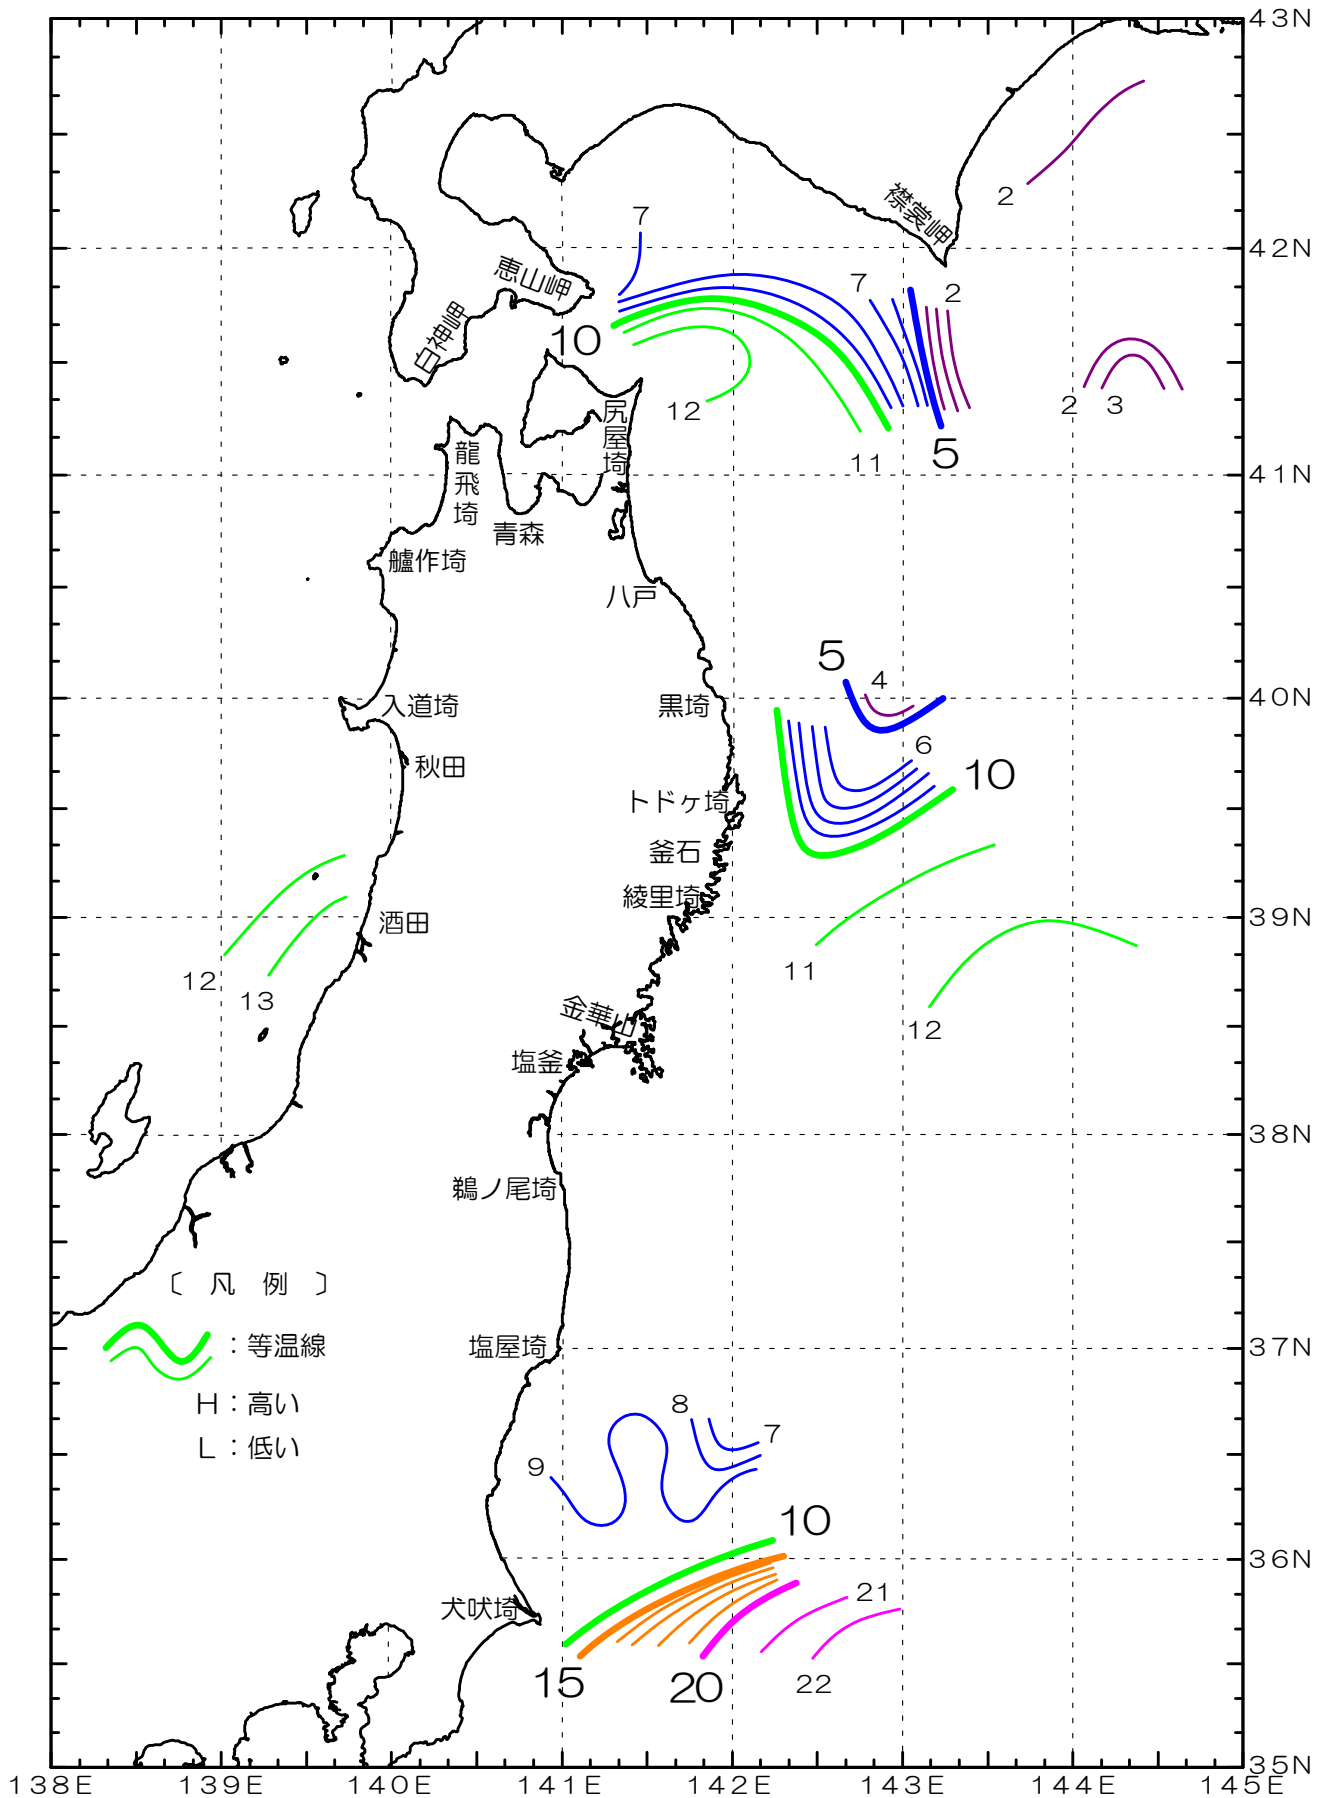 43N
2
襟裳岬
7
42N
恵山岬
7
2
白神岬
10
12
尻屋埼
2
3
11
5
龍飛埼
41N
青森
艫作埼
八戸
5
4
40N
入道埼
黒埼
6
秋田
10
トドヶ埼
釜石
綾里埼
39N
酒田
11
12
13
金華山
12
塩釜
38N
鵜ノ尾埼
〔 凡 例 〕
：等温線
塩屋埼
37N
H：高い
8
7
L：低い
9
10
36N
21
犬吠埼
15
20
22
35N
138E
139E
140E
141E
142E
143E
144E
145E